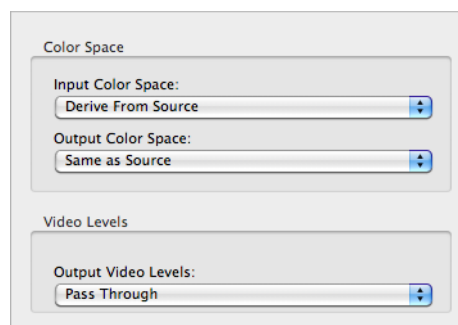 Color Space
Input Color Space:
Derive From Source
Output Color Space:
Same as Source
Video Levels
Output Video Levels:
Pass Through